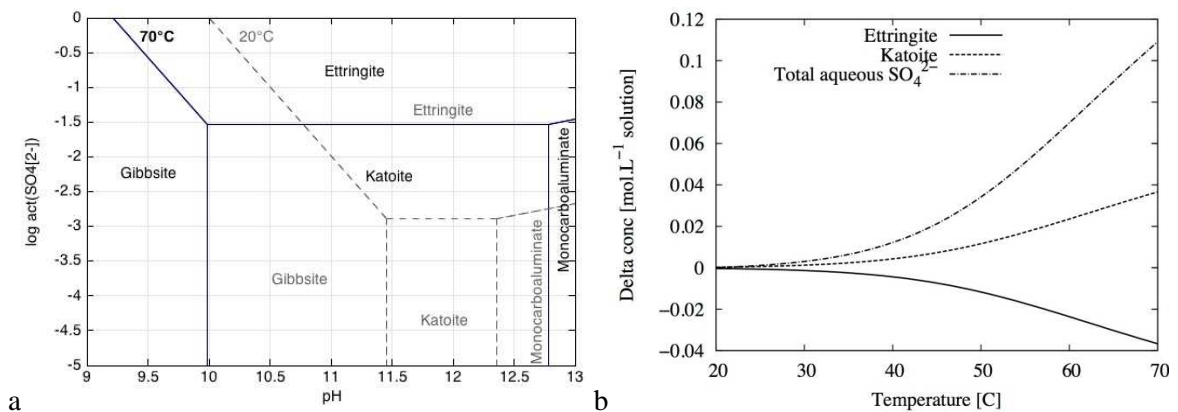 0
70°C
20°C
-0.5
Ettringite
-1
Ettringite
-1.5
-2
Gibbsite
Katoite
-2.5
-3
-3.5
Gibbsite
-4
Katoite
-4.5
-5
Monocarboaluminate
Monocarboaluminate
log act(SO4[2-])
9 9.5 10 10.5 11 11.5 12 12.5 13
pH
a
0.12
Ettringite
Katoite
Total aqueous SO₄²⁻
0.1
0.08
0.06
0.04
0.02
0
−0.02
−0.04
Delta conc [mol.L⁻¹ solution]
20 30 40 50 60 70
Temperature [C]
b